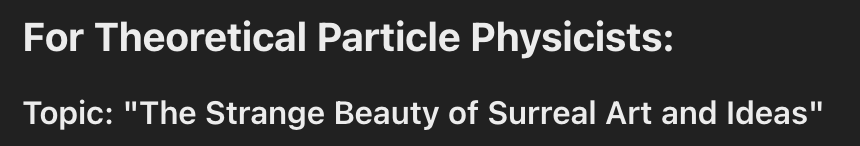 For Theoretical Particle Physicists:
Topic: "The Strange Beauty of Surreal Art and Ideas"